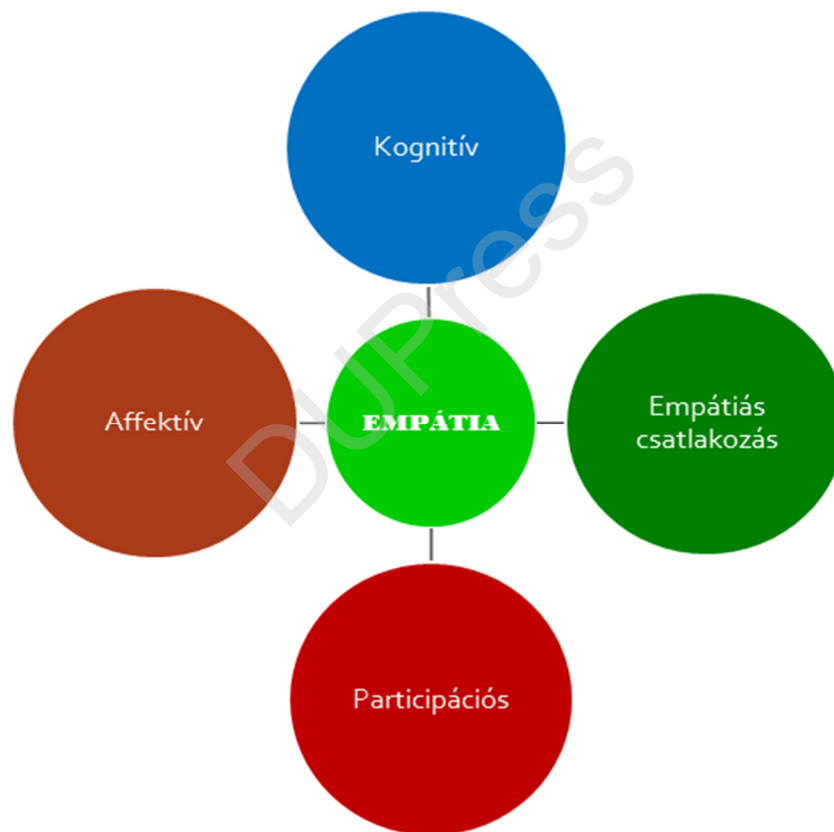 Kognitív
Affektív
EMPÁTIA
Empátiás
csatlakozás
Participációs
DUPress